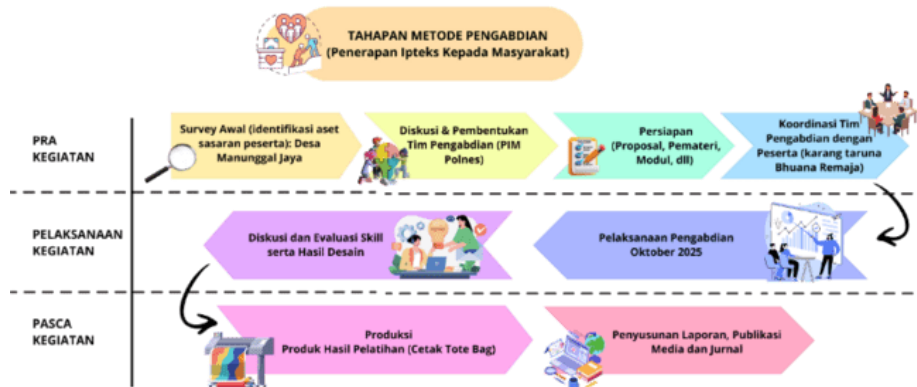 TAHAPAN METODE PENGABDIAN
(Penerapan Ipteks Kepada Masyarakat)
PRA
KEGIATAN
Survey Awal (identifikasi aset
sasaran peserta): Desa
Manunggal Jaya
Diskusi & Pembentukan
Tim Pengabdian (PIM
Polnes)
Persiapan
(Proposal, Pemateri,
Modul, dll)
Koordinasi Tim
Pengabdian dengan
Peserta (karang taruna
Bhuana Remaja)
PELAKSANAAN
KEGIATAN
Diskusi dan Evaluasi Skill
serta Hasil Desain
Pelaksanaan Pengabdian
Oktober 2025
PASCA
KEGIATAN
Produksi
Produk Hasil Pelatihan (Cetak Tote Bag)
Penyusunan Laporan, Publikasi
Media dan Jurnal